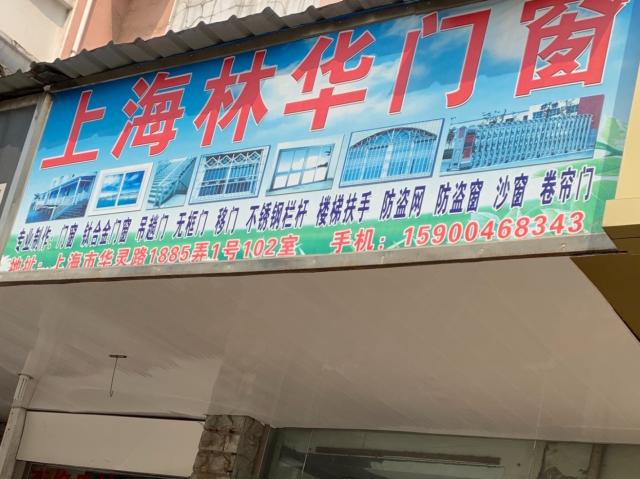 上海林华门窗
专业制作：门窗 钛合金门窗 吊趟门 无框门 移门 不锈钢栏杆 楼梯扶手 防盗网 防盗窗 沙窗 卷帘门
地址：上海市华灵路1885弄1号102室 手机：15900468343